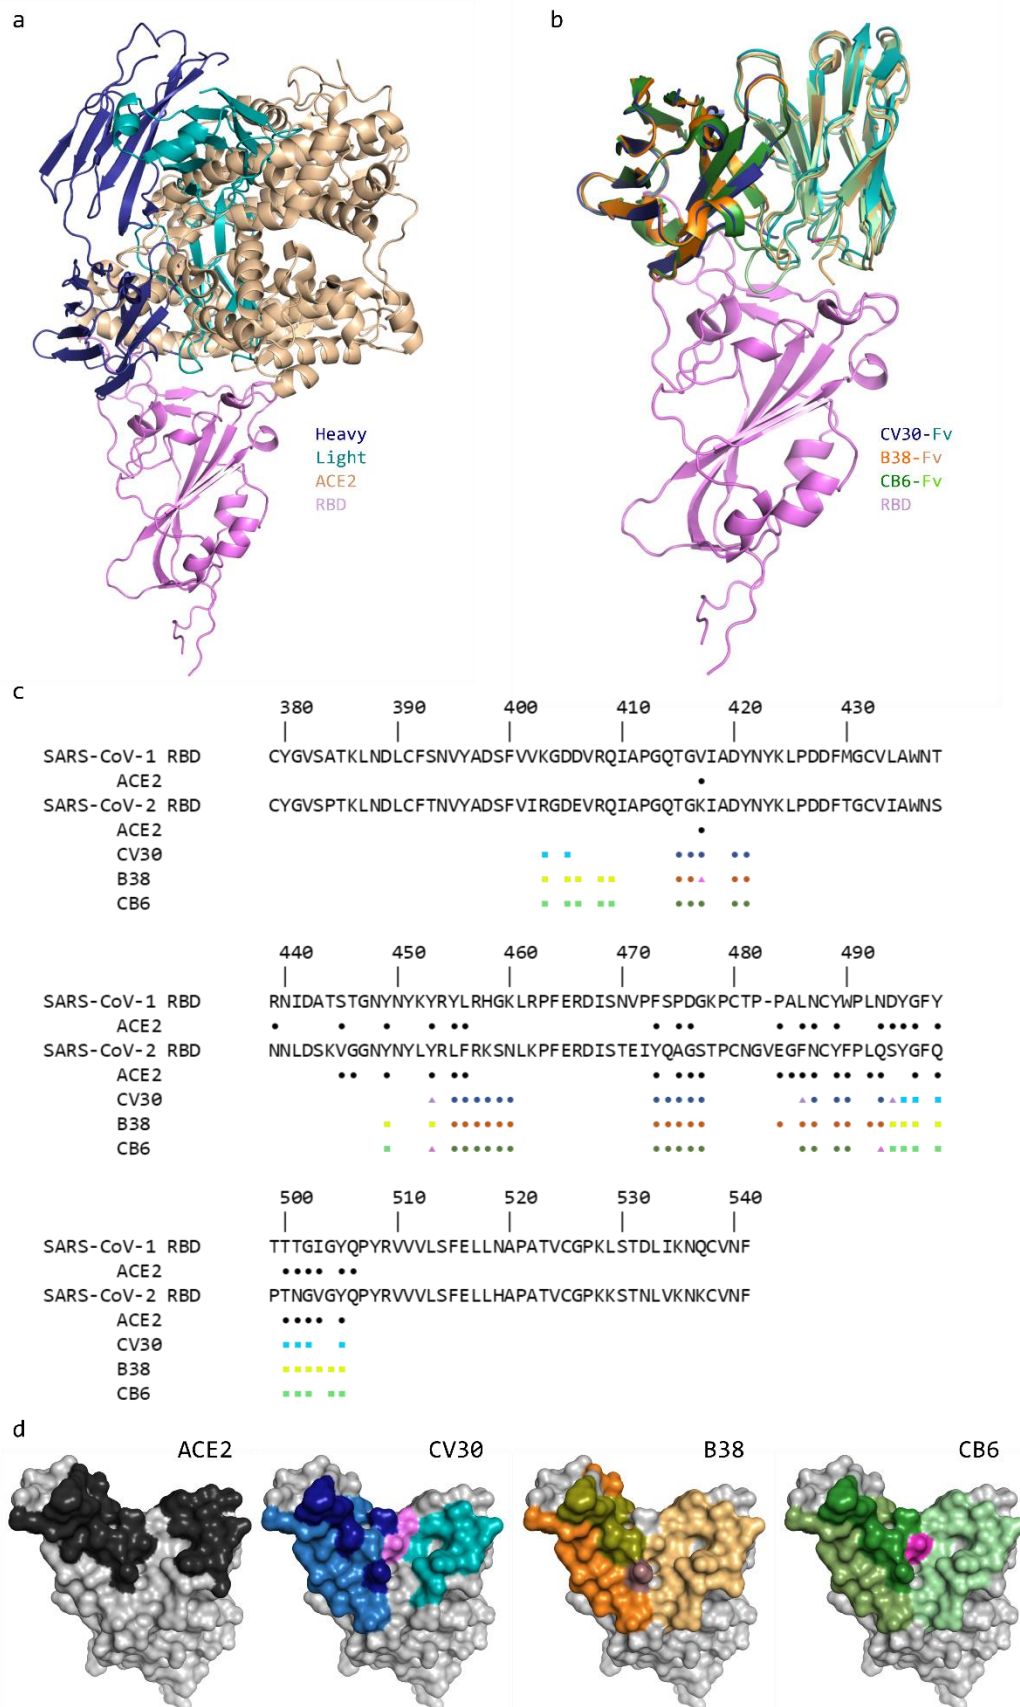 a
b
Heavy
Light
ACE2
RBD
CV30-Fv
B38-Fv
CB6-Fv
RBD
c
380 390 400 410 420 430
SARS-CoV-1 RBD CYGVSATKLNDLCFSNVYADSFVVKGDDVRQIAPGQTGVIADYNYKLPDDFMGCVLAWNT
ACE2
SARS-CoV-2 RBD CYGVSPTKLNDLCFTNVYADSFVIRGDEVRQIAPGQTGKIADYNYKLPDDFTGCVIAWNS
ACE2
CV30
B38
CB6
440 450 460 470 480 490
SARS-CoV-1 RBD RNIDATSTGNYNYKYRYLRHGKLRPFERDISNVPFSPDGKPCTP-PALNCYWPLNDYGFY
ACE2
SARS-CoV-2 RBD NNLDSKVGGNYNYLYRLFRKSNLKPFERDISTEIYQAGSTPCNGVEGFNCYFPLQSYGFQ
ACE2
CV30
B38
CB6
500 510 520 530 540
SARS-CoV-1 RBD TTTGIGYQPYRVVVLSFELLNAPATVCGPKLSTDLIKNQCVNF
ACE2
SARS-CoV-2 RBD PTNGVGYQPYRVVVLSFELLHAPATVCGPKKSTNLVKNKCVNF
ACE2
CV30
B38
CB6
d
ACE2 CV30 B38 CB6